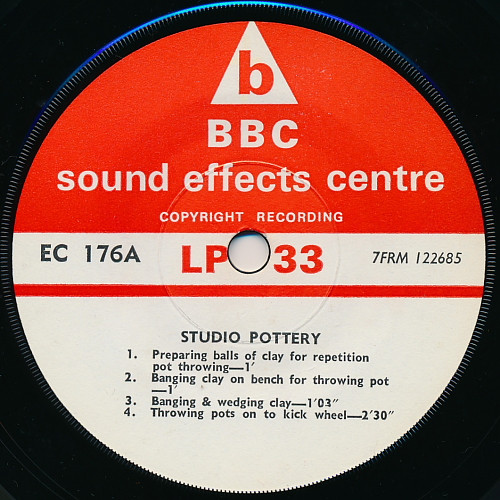 b
BBC
sound effects centre
COPYRIGHT RECORDING
EC 176A LP 33 7FRM 122685
STUDIO POTTERY
1. Preparing balls of clay for repetition
pot throwing—1'
2. Banging clay on bench for throwing pot
—1'
3. Banging & wedging clay—1'03"
4. Throwing pots on to kick wheel—2'30"